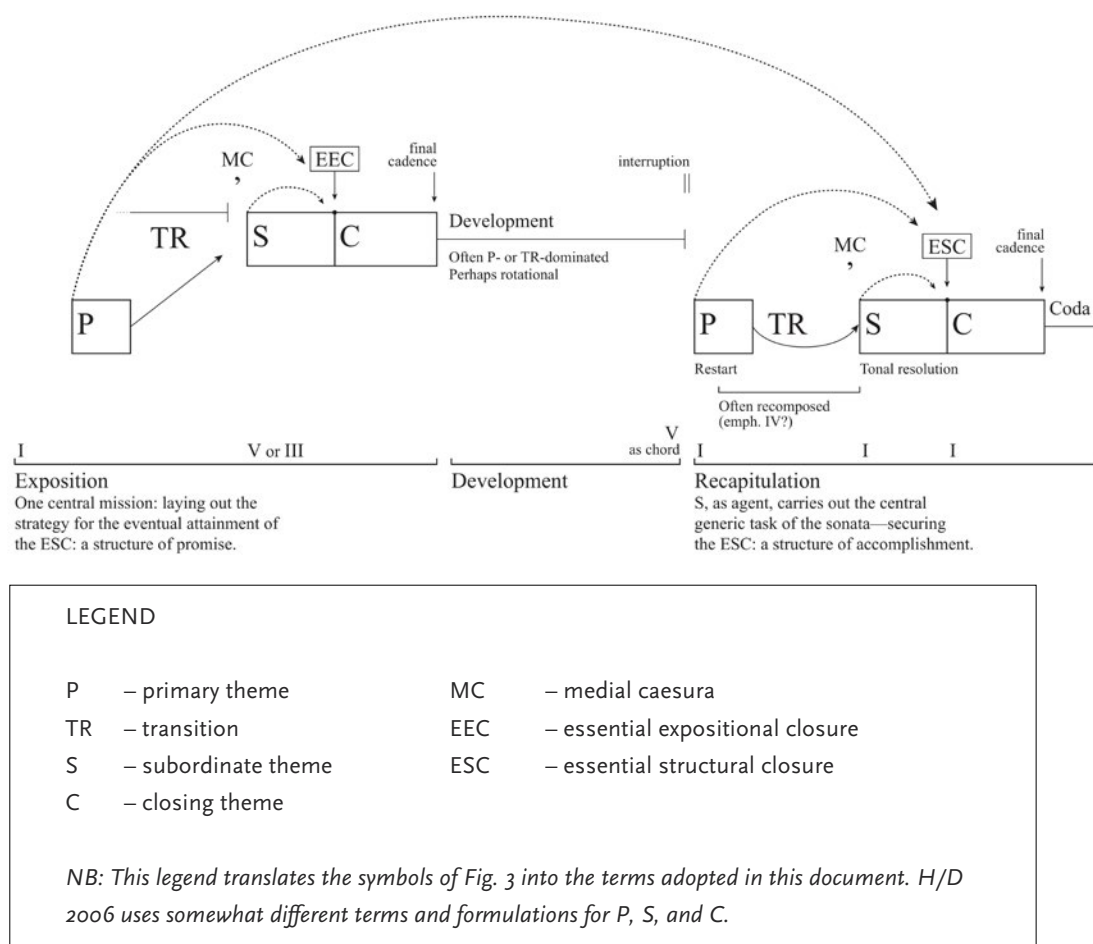 MC
,
EEC
final
cadence
interruption
TR
S
C
Development
Often P- or TR-dominated
Perhaps rotational
P
MC
,
ESC
final
cadence
P
TR
S
C
Coda
Restart
Tonal resolution
Often recomposed
(emph. IV?)
I
V or III
V
as chord
I
I
I
Exposition
One central mission: laying out the
strategy for the eventual attainment of
the ESC: a structure of promise.
Development
Recapitulation
S, as agent, carries out the central
generic task of the sonata—securing
the ESC: a structure of accomplishment.
LEGEND
P – primary theme
TR – transition
S – subordinate theme
C – closing theme
MC – medial caesura
EEC – essential expositional closure
ESC – essential structural closure
NB: This legend translates the symbols of Fig. 3 into the terms adopted in this document. H/D
2006 uses somewhat different terms and formulations for P, S, and C.